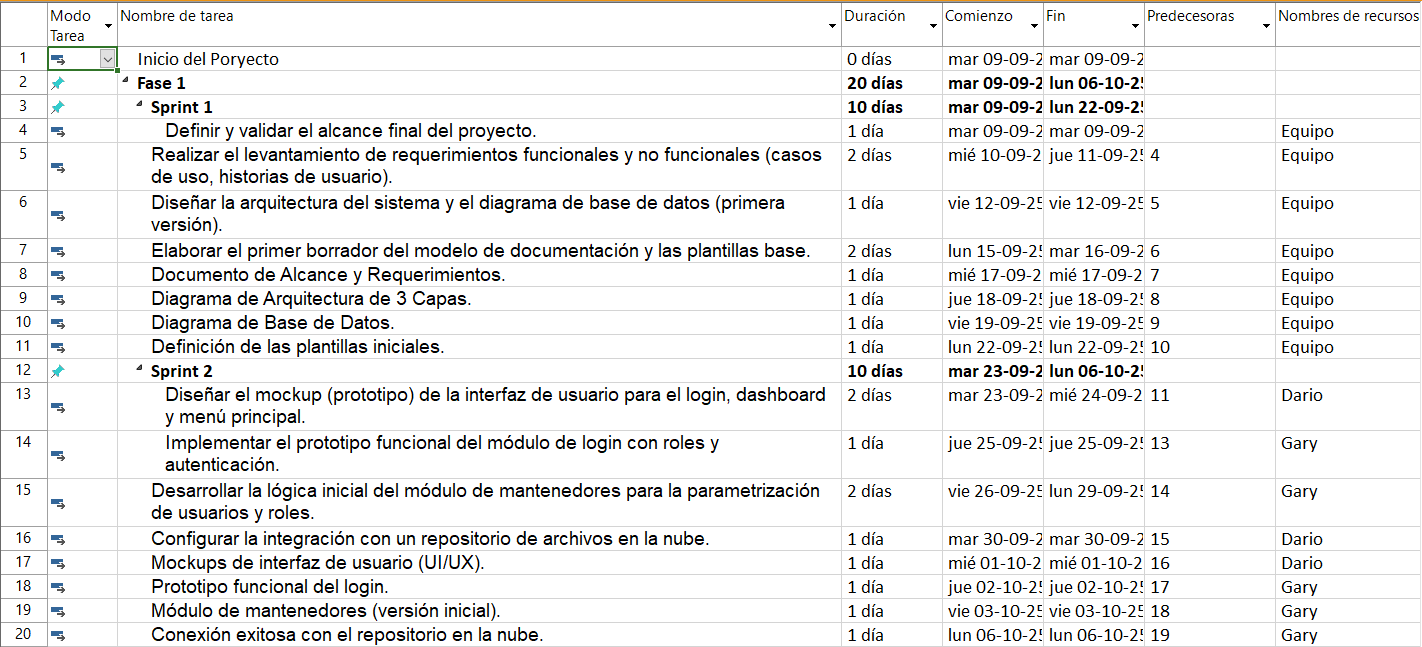 Modo Tarea Nombre de tarea Duración Comienzo Fin Predecesoras Nombres de recursos
1 Inicio del Poryecto 0 días mar 09-09-2 mar 09-09-2
2 Fase 1 20 días mar 09-09-2 lun 06-10-25
3 Sprint 1 10 días mar 09-09-2 lun 22-09-25
4 Definir y validar el alcance final del proyecto. 1 día mar 09-09-2 mar 09-09-2 Equipo
5 Realizar el levantamiento de requerimientos funcionales y no funcionales (casos 2 días mié 10-09-2 jue 11-09-25 4 Equipo
de uso, historias de usuario).
6 Diseñar la arquitectura del sistema y el diagrama de base de datos (primera 1 día vie 12-09-25 vie 12-09-25 5 Equipo
versión).
7 Elaborar el primer borrador del modelo de documentación y las plantillas base. 2 días lun 15-09-25 mar 16-09-2 6 Equipo
8 Documento de Alcance y Requerimientos. 1 día mié 17-09-2 mié 17-09-2 7 Equipo
9 Diagrama de Arquitectura de 3 Capas. 1 día jue 18-09-25 jue 18-09-25 8 Equipo
10 Diagrama de Base de Datos. 1 día vie 19-09-25 vie 19-09-25 9 Equipo
11 Definición de las plantillas iniciales. 1 día lun 22-09-25 lun 22-09-25 10 Equipo
12 Sprint 2 10 días mar 23-09-2 lun 06-10-25
13 Diseñar el mockup (prototipo) de la interfaz de usuario para el login, dashboard 2 días mar 23-09-2 mié 24-09-2 11 Dario
y menú principal.
14 Implementar el prototipo funcional del módulo de login con roles y 1 día jue 25-09-25 jue 25-09-25 13 Gary
autenticación.
15 Desarrollar la lógica inicial del módulo de mantenedores para la parametrización 2 días vie 26-09-25 lun 29-09-25 14 Gary
de usuarios y roles.
16 Configurar la integración con un repositorio de archivos en la nube. 1 día mar 30-09-2 mar 30-09-2 15 Dario
17 Mockups de interfaz de usuario (UI/UX). 1 día mié 01-10-2 mié 01-10-2 16 Dario
18 Prototipo funcional del login. 1 día jue 02-10-25 jue 02-10-25 17 Gary
19 Módulo de mantenedores (versión inicial). 1 día vie 03-10-25 vie 03-10-25 18 Gary
20 Conexión exitosa con el repositorio en la nube. 1 día lun 06-10-25 lun 06-10-25 19 Gary